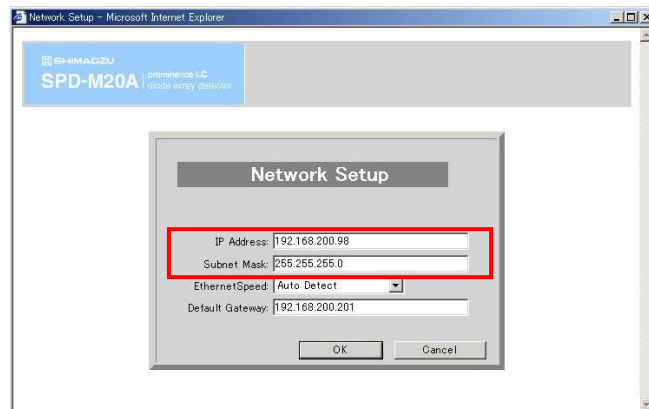 Network Setup - Microsoft Internet Explorer
SHIMADZU
SPD-M20A
prominence LC
diode array detector
Network Setup
IP Address: 192.168.200.98
Subnet Mask: 255.255.255.0
EthernetSpeed: Auto Detect
Default Gateway: 192.168.200.201
OK Cancel